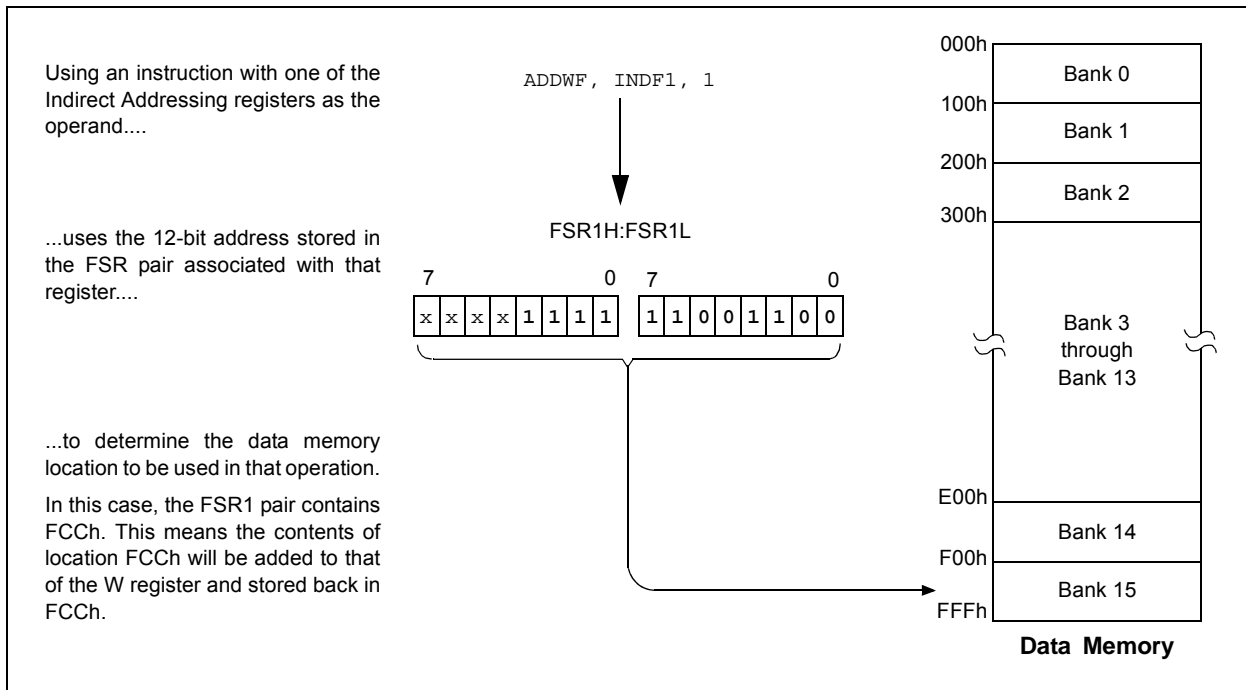 Using an instruction with one of the
Indirect Addressing registers as the
operand....
ADDWF, INDF1, 1
...uses the 12-bit address stored in
the FSR pair associated with that
register....
FSR1H:FSR1L
7 0 7 0
x x x x 1 1 1 1 1 1 0 0 1 1 0 0
...to determine the data memory
location to be used in that operation.
In this case, the FSR1 pair contains
FCCh. This means the contents of
location FCCh will be added to that
of the W register and stored back in
FCCh.
000h
Bank 0
100h
Bank 1
200h
Bank 2
300h
Bank 3
through
Bank 13
E00h
Bank 14
F00h
Bank 15
FFFh
Data Memory